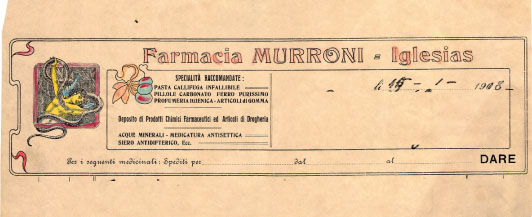 Farmacia MURRONI = Iglesias
SPECIALITÀ RACCOMANDATE:
PASTA CALLIFUGA INFALLIBILE
PILLOLE CARBONATO FERRO PURISSIMO
PROFUMERIA IGIENICA - ARTICOLI di GOMMA
Deposito di Prodotti Chimici Farmaceutici ed Articoli di Drogheria
ACQUE MINERALI - MEDICATURA ANTISETTICA
SIERO ANTIDIFTERICO, Ecc.
li 15 - 1 - 1908 -
Per i seguenti medicinali: Spediti per dal al DARE